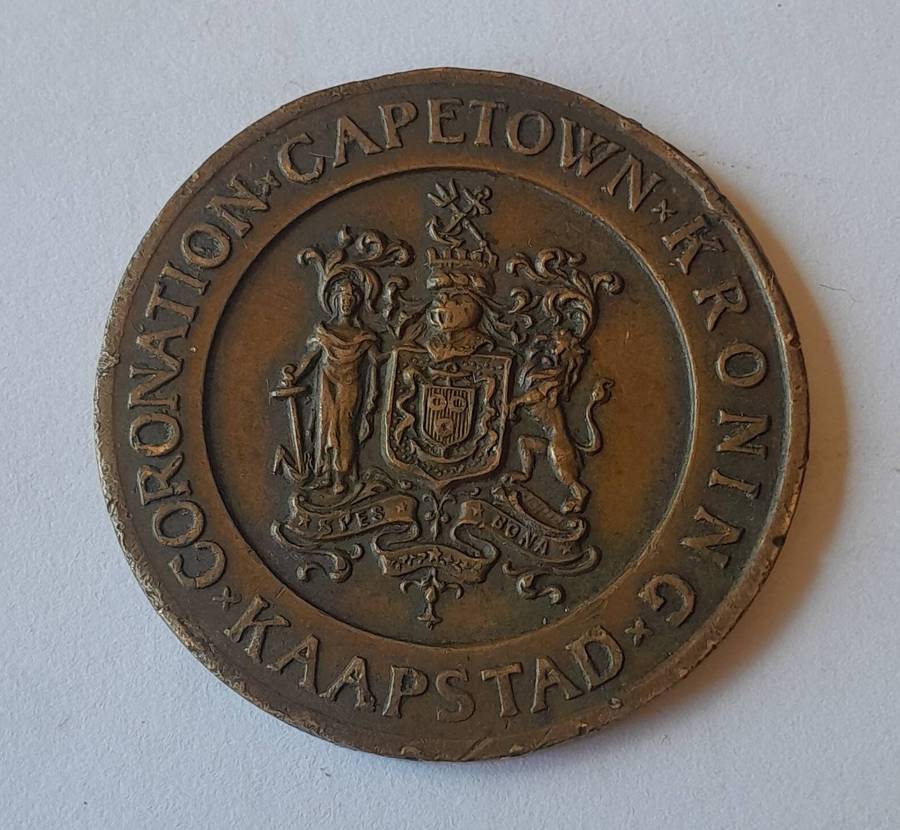 CORONATION
CAPETOWN
KRONING
KAAPSTAD
SPES
BONA